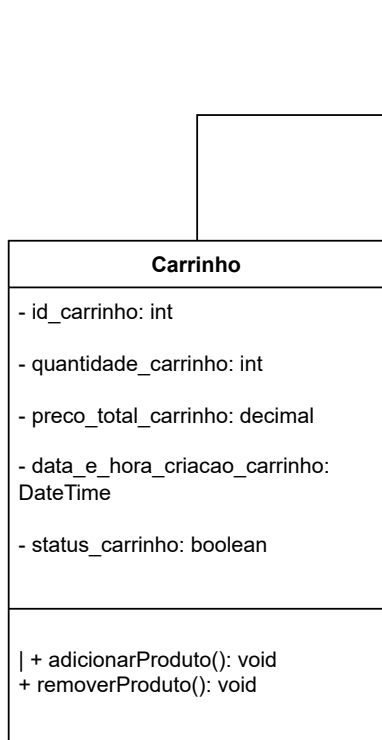 Carrinho
- id_carrinho: int
- quantidade_carrinho: int
- preco_total_carrinho: decimal
- data_e_hora_criacao_carrinho:
DateTime
- status_carrinho: boolean
| + adicionarProduto(): void
+ removerProduto(): void